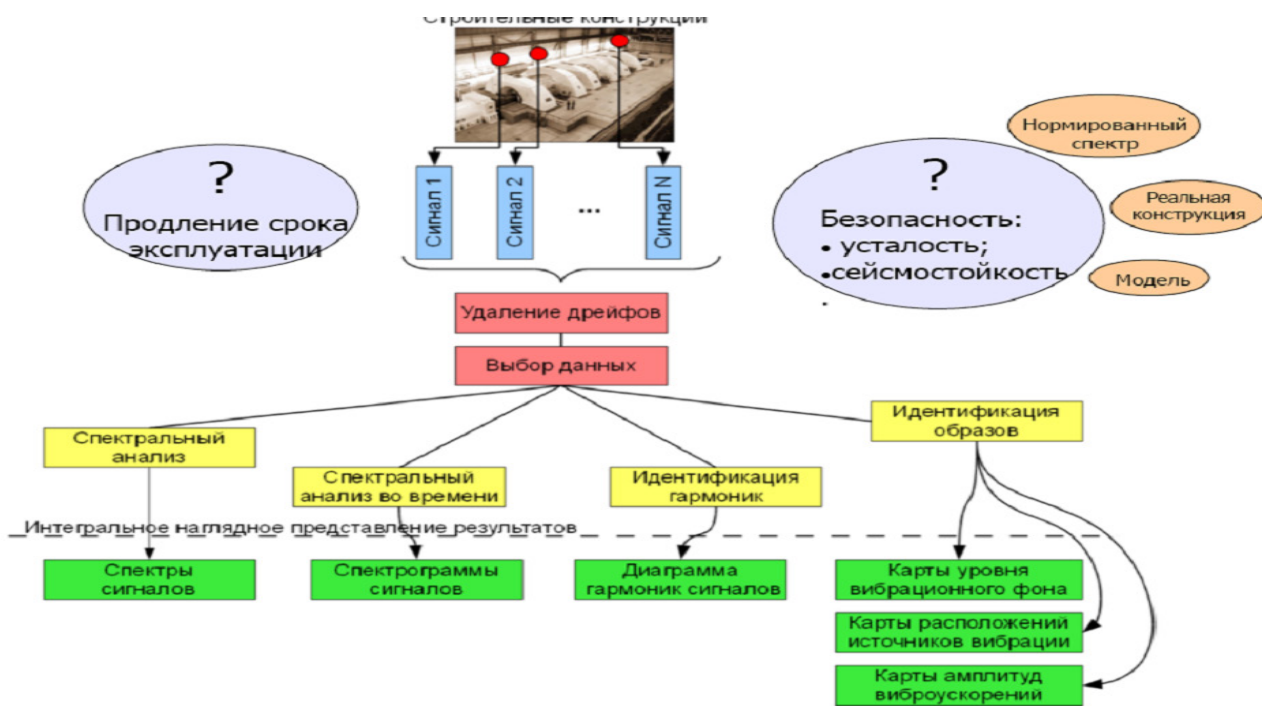 Строительные конструкции
Нормированный
спектр
?
Продление срока
эксплуатации
Сигнал 1
Сигнал 2
...
Сигнал N
?
Безопасность:
• усталость;
•сейсмостойкость
.
Реальная
конструкция
Модель
Удаление дрейфов
Выбор данных
Спектральный
анализ
Спектральный
анализ во времени
Идентификация
гармоник
Идентификация
образов
Интегральное наглядное представление результатов
Спектры
сигналов
Спектрограммы
сигналов
Диаграмма
гармоник сигналов
Карты уровня
вибрационного фона
Карты расположений
источников вибрации
Карты амплитуд
виброускорений